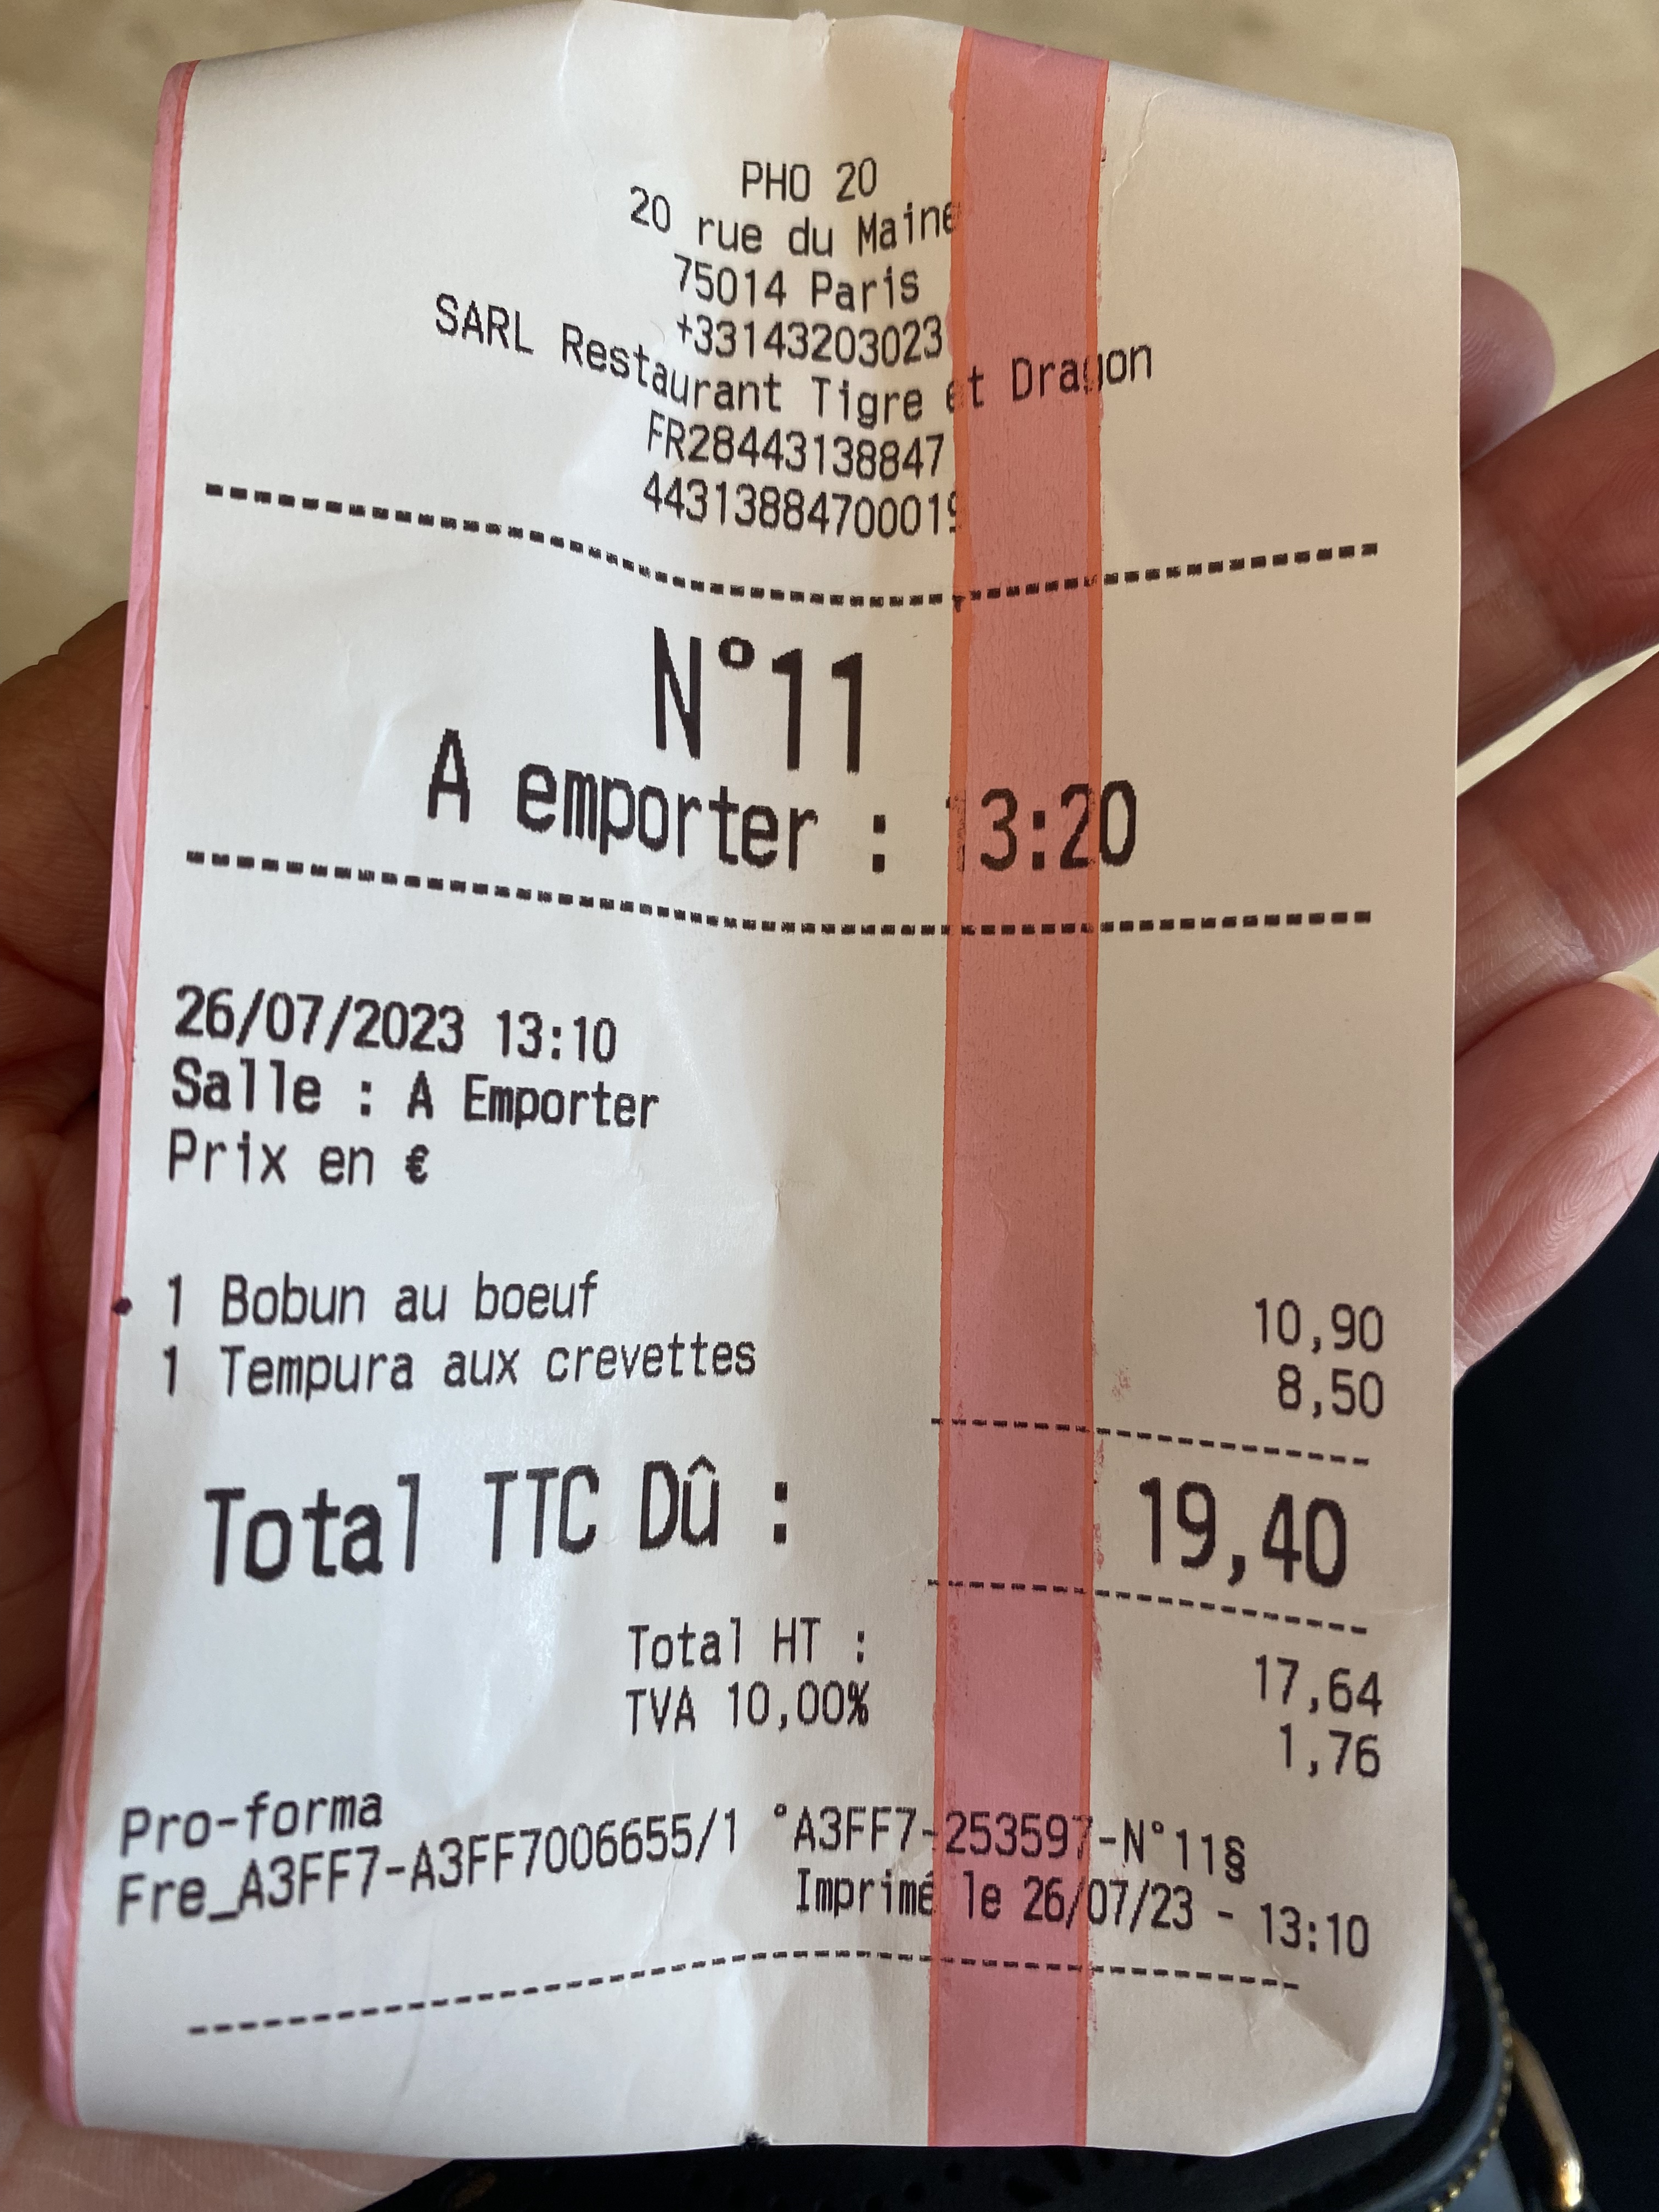 PHO 20
20 rue du Maine
75014 Paris
+33143203023
SARL Restaurant Tigre et Dragon
FR28443138847
44313884700019
N°11
A emporter : 13:20
26/07/2023 13:10
Salle : A Emporter
Prix en €
1 Bobun au boeuf 10,90
1 Tempura aux crevettes 8,50
Total TTC Dû : 19,40
Total HT : 17,64
TVA 10,00% 1,76
Pro-forma
Fre_A3FF7-A3FF7006655/1 °A3FF7-253597-N°11§
Imprimé le 26/07/23 - 13:10